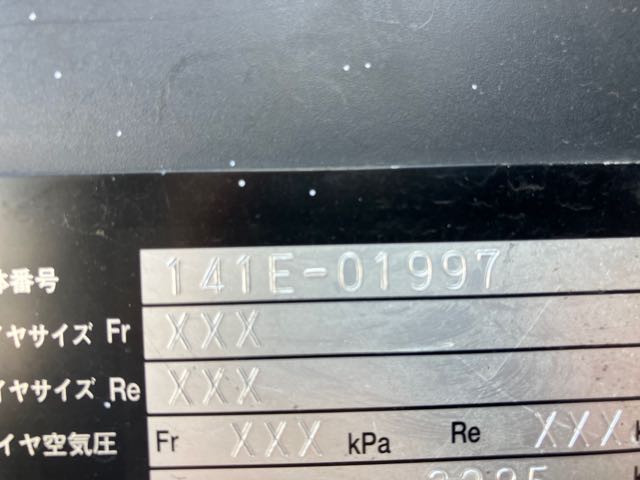 体番号 141E-01997
イヤサイズ Fr XXX
イヤサイズ Re XXX
イヤ空気圧 Fr XXX kPa Re XXX